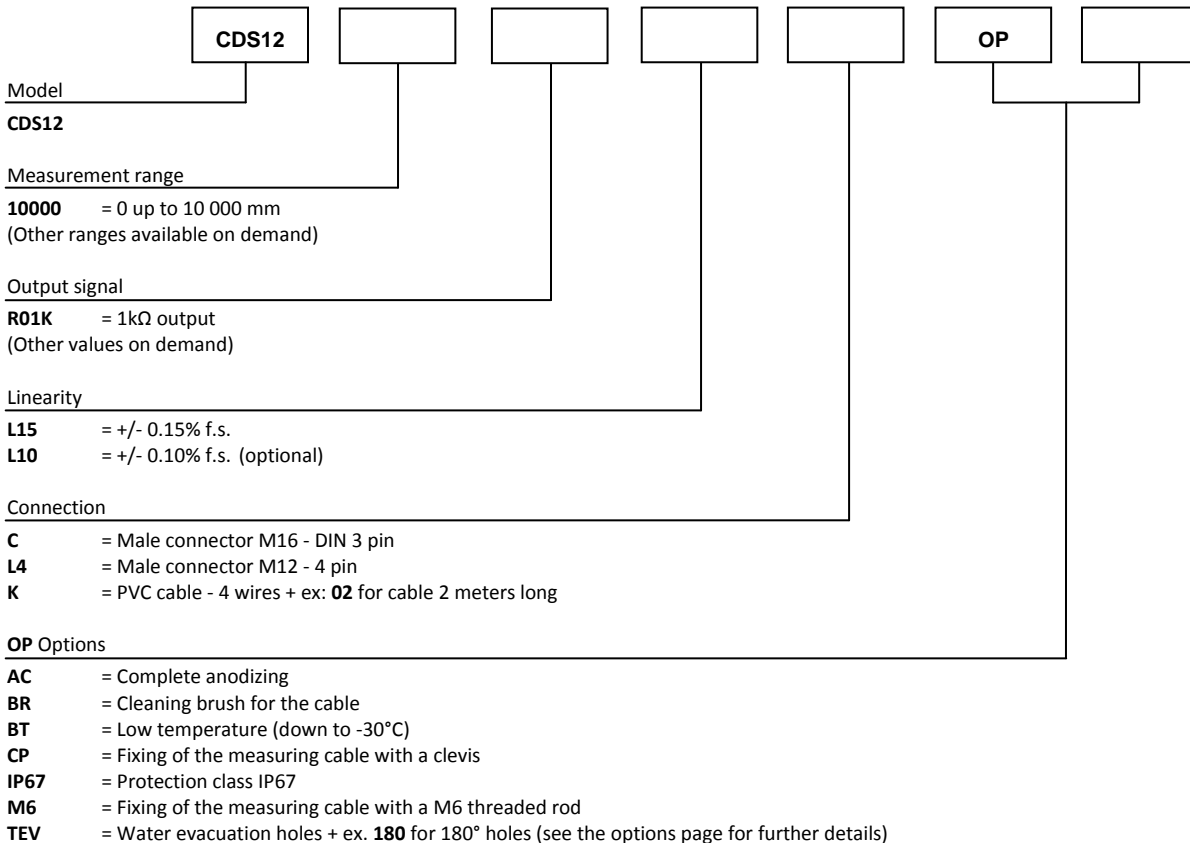 CDS12 OP
Model
CDS12
Measurement range
10000 = 0 up to 10 000 mm
(Other ranges available on demand)
Output signal
R01K = 1kΩ output
(Other values on demand)
Linearity
L15 = +/- 0.15% f.s.
L10 = +/- 0.10% f.s. (optional)
Connection
C = Male connector M16 - DIN 3 pin
L4 = Male connector M12 - 4 pin
K = PVC cable - 4 wires + ex: 02 for cable 2 meters long
OP Options
AC = Complete anodizing
BR = Cleaning brush for the cable
BT = Low temperature (down to -30°C)
CP = Fixing of the measuring cable with a clevis
IP67 = Protection class IP67
M6 = Fixing of the measuring cable with a M6 threaded rod
TEV = Water evacuation holes + ex. 180 for 180° holes (see the options page for further details)